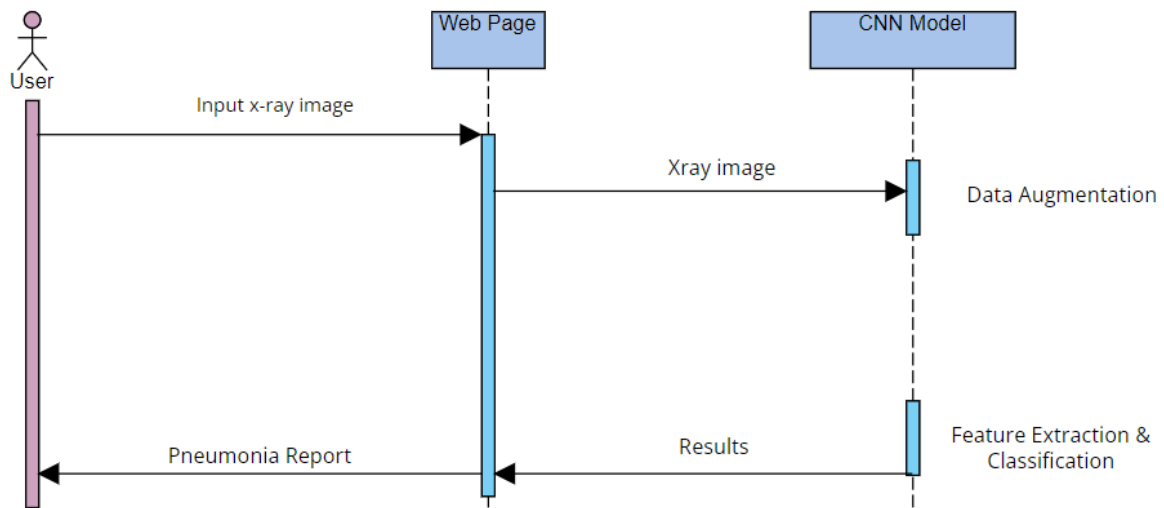 Web Page
CNN Model
User
Input x-ray image
Xray image
Data Augmentation
Feature Extraction &
Classification
Results
Pneumonia Report